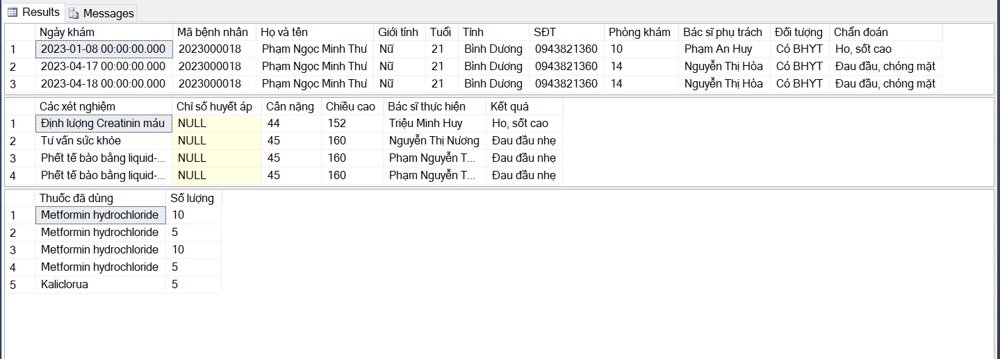 Results Messages
Ngày khám Mã bệnh nhân Họ và tên Giới tính Tuổi Tỉnh SĐT Phòng khám Bác sĩ phụ trách Đối tượng Chẩn đoán
1 2023-01-08 00:00:00.000 2023000018 Phạm Ngọc Minh Thư Nữ 21 Bình Dương 0943821360 10 Phạm An Huy Có BHYT Ho, sốt cao
2 2023-04-17 00:00:00.000 2023000018 Phạm Ngọc Minh Thư Nữ 21 Bình Dương 0943821360 14 Nguyễn Thị Hòa Có BHYT Đau đầu, chóng mặt
3 2023-04-18 00:00:00.000 2023000018 Phạm Ngọc Minh Thư Nữ 21 Bình Dương 0943821360 14 Nguyễn Thị Hòa Có BHYT Đau đầu, chóng mặt
Các xét nghiệm Chỉ số huyết áp Cân nặng Chiều cao Bác sĩ thực hiện Kết quả
1 Định lượng Creatinin máu NULL 44 152 Triệu Minh Huy Ho, sốt cao
2 Tư vấn sức khỏe NULL 45 160 Nguyễn Thị Nương Đau đầu nhẹ
3 Phết tế bào bằng liquid-... NULL 45 160 Phạm Nguyễn T... Đau đầu nhẹ
4 Phết tế bào bằng liquid-... NULL 45 160 Phạm Nguyễn T... Đau đầu nhẹ
Thuốc đã dùng Số lượng
1 Metformin hydrochloride 10
2 Metformin hydrochloride 5
3 Metformin hydrochloride 10
4 Metformin hydrochloride 5
5 Kaliclorua 5